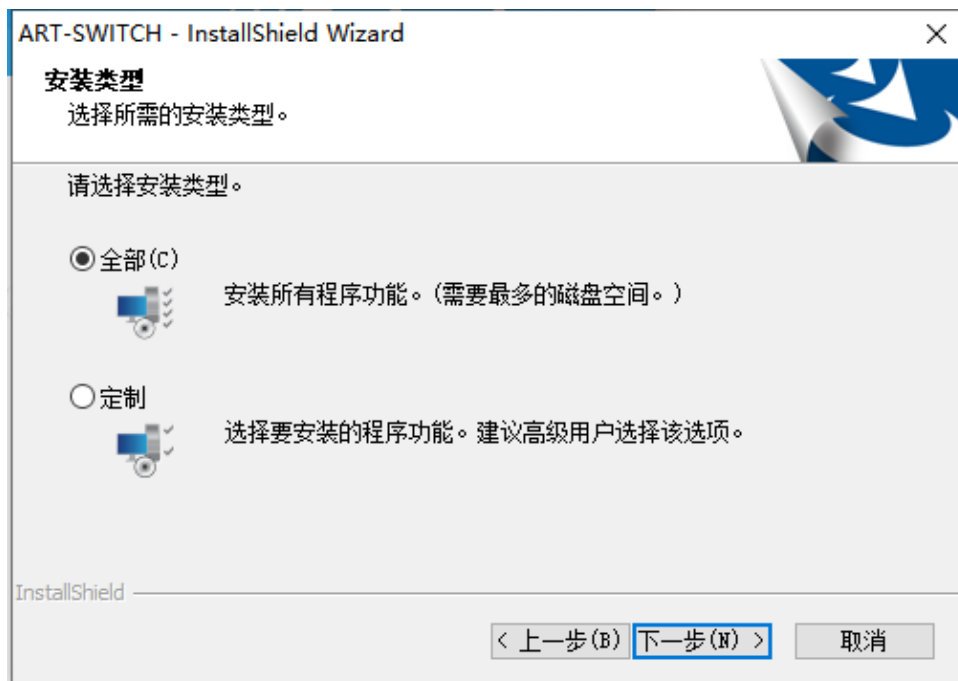 ART-SWITCH - InstallShield Wizard
安装类型
选择所需的安装类型。
请选择安装类型。
全部(C)
安装所有程序功能。(需要最多的磁盘空间。)
定制
选择要安装的程序功能。建议高级用户选择该选项。
InstallShield
< 上一步(B) 下一步(N) > 取消